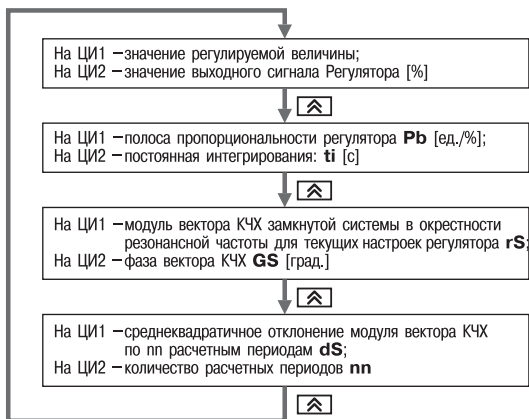 На ЦИ1 –значение регулируемой величины;
На ЦИ2 –значение выходного сигнала Регулятора [%]
На ЦИ1 –полоса пропорциональности регулятора Pb [ед./%];
На ЦИ2 –постоянная интегрирования: ti [с]
На ЦИ1 –модуль вектора КЧХ замкнутой системы в окрестности
резонансной частоты для текущих настроек регулятора rS;
На ЦИ2 –фаза вектора КЧХ GS [град.]
На ЦИ1 –среднеквадратичное отклонение модуля вектора КЧХ
по nn расчетным периодам dS;
На ЦИ2 –количество расчетных периодов nn